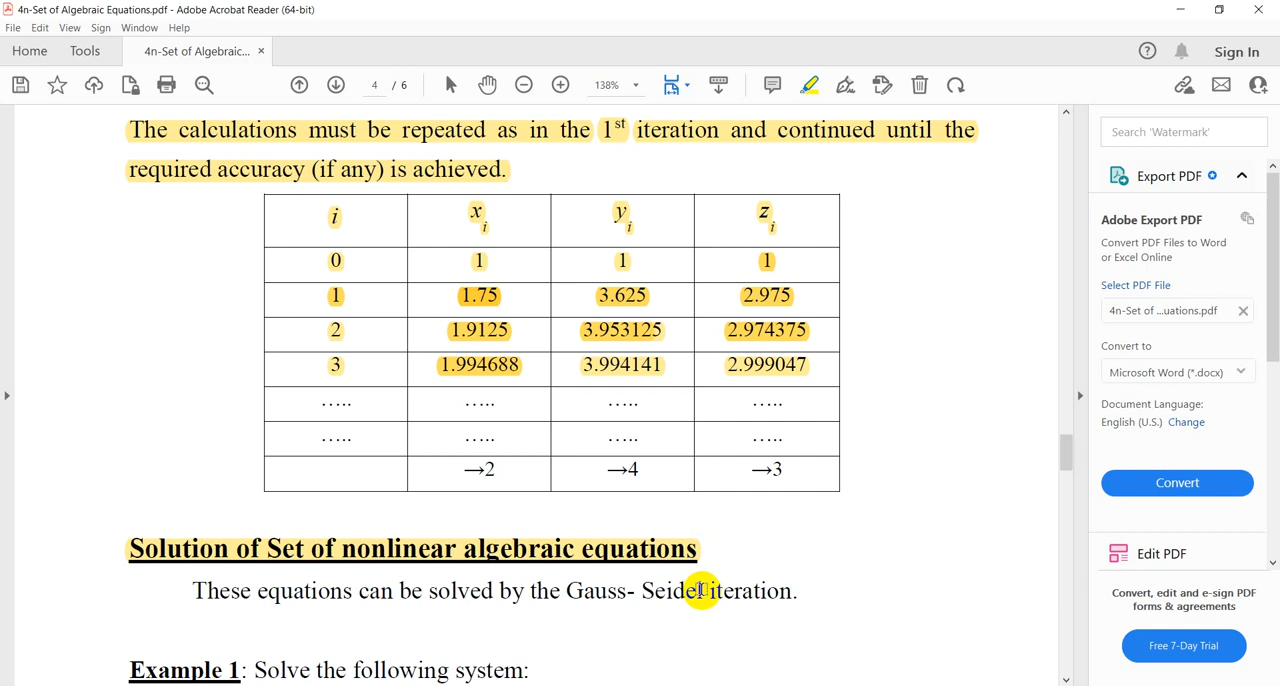 4n-Set of Algebraic Equations.pdf - Adobe Acrobat Reader (64-bit)
File Edit View Sign Window Help
Home Tools 4n-Set of Algebraic... × Sign In
4 / 6 138%
The calculations must be repeated as in the 1st iteration and continued until the
required accuracy (if any) is achieved.
i xi yi zi
0 1 1 1
1 1.75 3.625 2.975
2 1.9125 3.953125 2.974375
3 1.994688 3.994141 2.999047
..... ..... ..... .....
..... ..... ..... .....
→2 →4 →3
Solution of Set of nonlinear algebraic equations
These equations can be solved by the Gauss- Seidel iteration.
Example 1: Solve the following system:
Search 'Watermark'
Export PDF
Adobe Export PDF
Convert PDF Files to Word
or Excel Online
Select PDF File
4n-Set of ...uations.pdf
Convert to
Microsoft Word (*.docx)
Document Language:
English (U.S.) Change
Convert
Edit PDF
Convert, edit and e-sign PDF
forms & agreements
Free 7-Day Trial